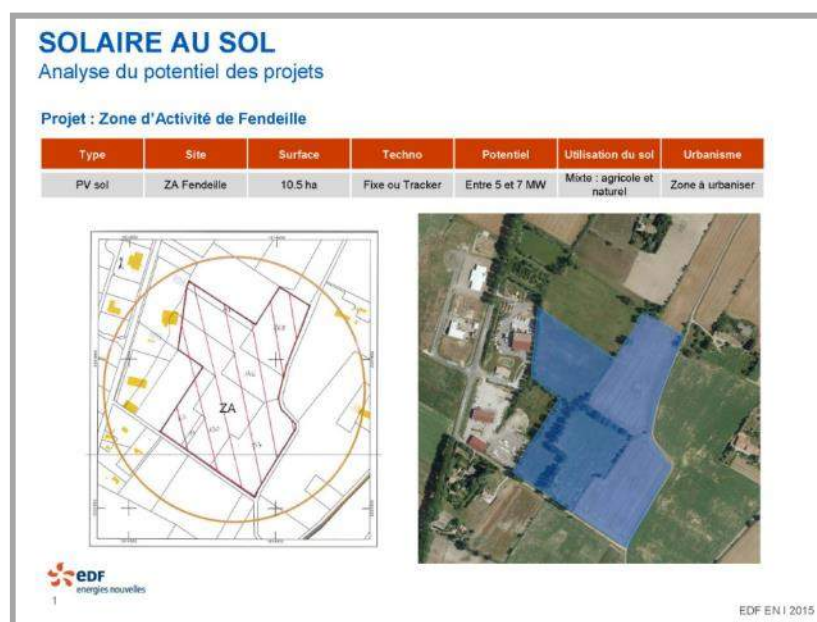 SOLAIRE AU SOL
Analyse du potentiel des projets
Projet : Zone d'Activité de Fendeille
Type Site Surface Techno Potentiel Utilisation du sol Urbanisme
PV sol ZA Fendeille 10.5 ha Fixe ou Tracker Entre 5 et 7 MW Mixte : agricole et naturel Zone à urbaniser
ZA
edf
energies nouvelles
1
EDF EN I 2015